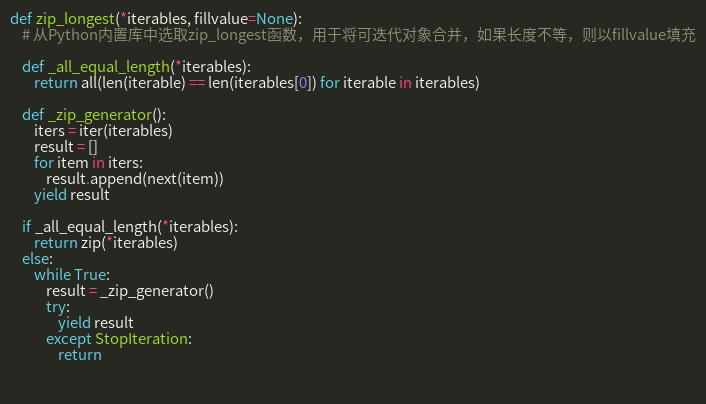 def zip_longest(*iterables, fillvalue=None):
    # 从Python内置库中选取zip_longest函数，用于将可迭代对象合并，如果长度不等，则以fillvalue填充
    def _all_equal_length(*iterables):
        return all(len(iterable) == len(iterables[0]) for iterable in iterables)
    def _zip_generator():
        iters = iter(iterables)
        result = []
        for item in iters:
            result.append(next(item))
        yield result
    if _all_equal_length(*iterables):
        return zip(*iterables)
    else:
        while True:
            result = _zip_generator()
            try:
                yield result
            except StopIteration:
                return